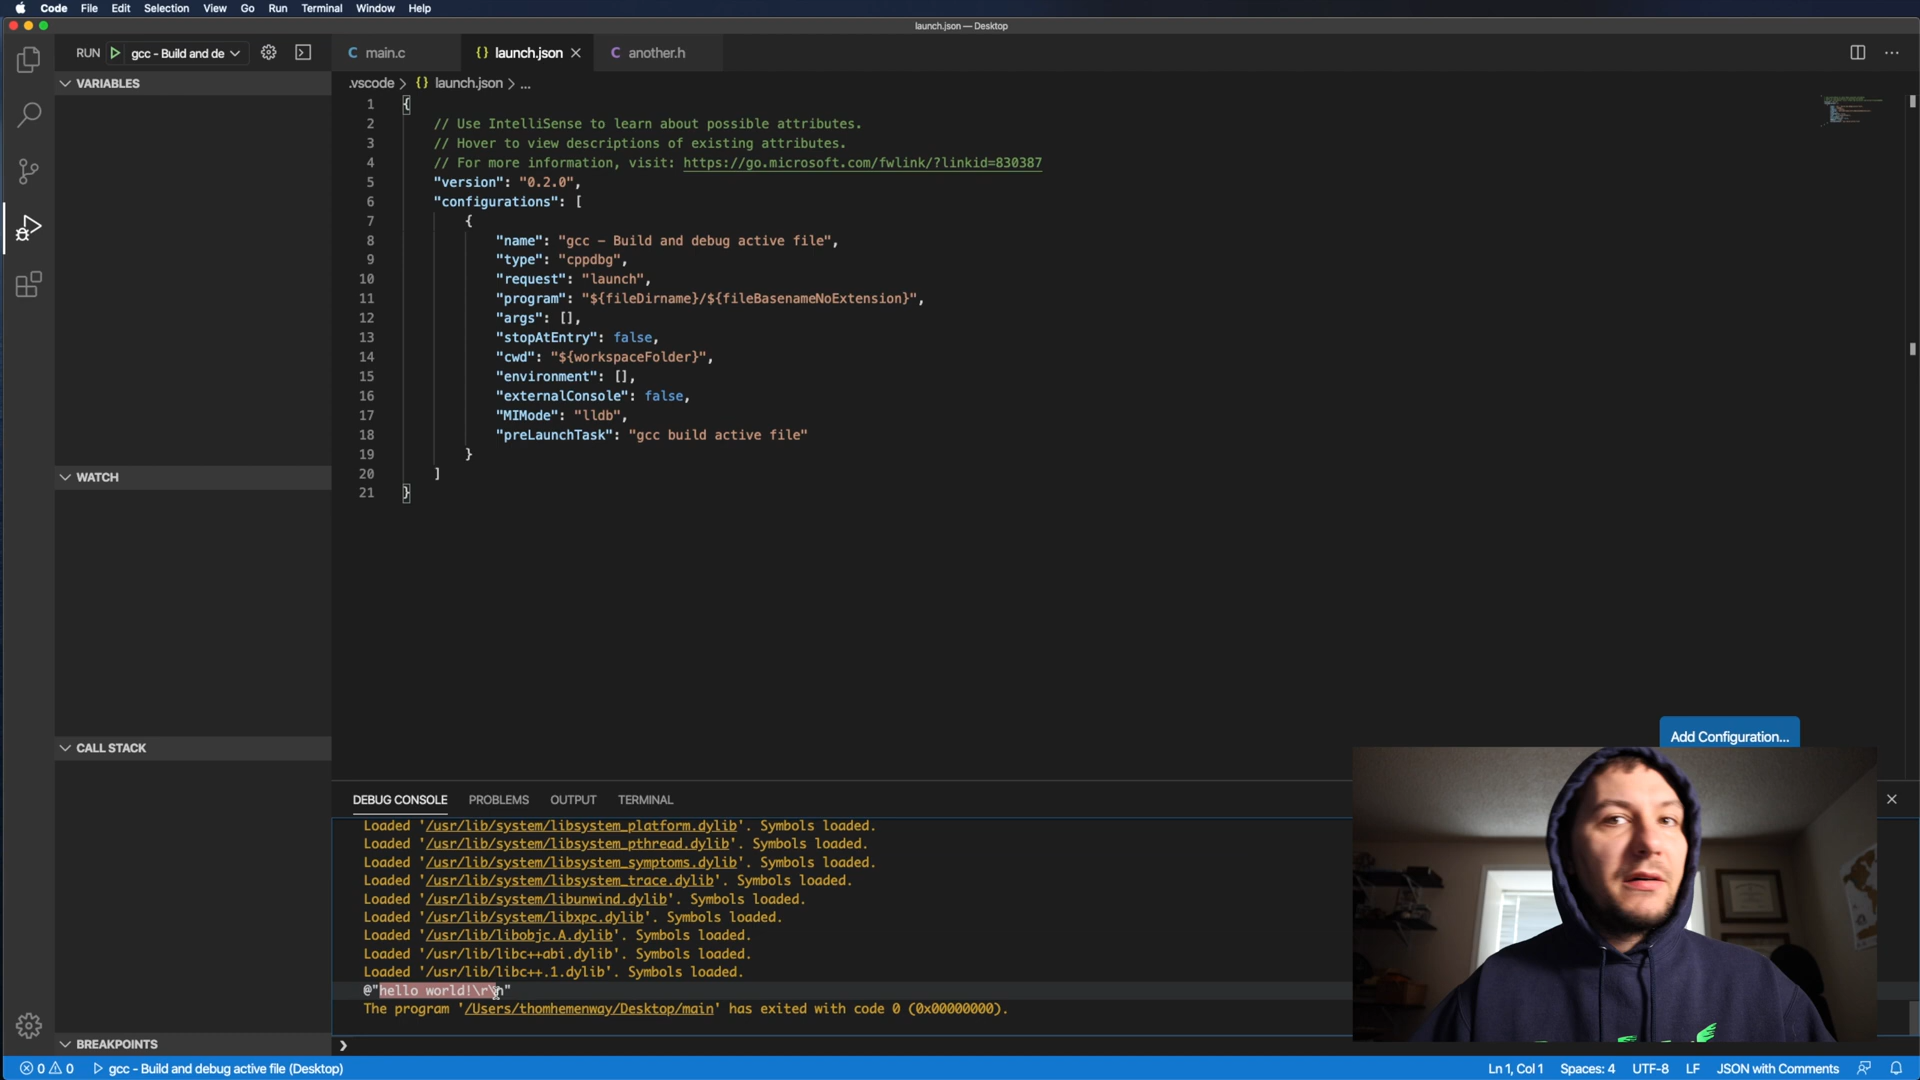 Code File Edit Selection View Go Run Terminal Window Help
launch.json — Desktop
RUN gcc - Build and de
main.c launch.json another.h
VARIABLES
.vscode > {} launch.json > ...
1 {
2 // Use IntelliSense to learn about possible attributes.
3 // Hover to view descriptions of existing attributes.
4 // For more information, visit: https://go.microsoft.com/fwlink/?linkid=830387
5 "version": "0.2.0",
6 "configurations": [
7 {
8 "name": "gcc - Build and debug active file",
9 "type": "cppdbg",
10 "request": "launch",
11 "program": "${fileDirname}/${fileBasenameNoExtension}",
12 "args": [],
13 "stopAtEntry": false,
14 "cwd": "${workspaceFolder}",
15 "environment": [],
16 "externalConsole": false,
17 "MIMode": "lldb",
18 "preLaunchTask": "gcc build active file"
19 }
20 ]
21 }
WATCH
CALL STACK
BREAKPOINTS
Add Configuration...
DEBUG CONSOLE PROBLEMS OUTPUT TERMINAL
Loaded '/usr/lib/system/libsystem_platform.dylib'. Symbols loaded.
Loaded '/usr/lib/system/libsystem_pthread.dylib'. Symbols loaded.
Loaded '/usr/lib/system/libsystem_symptoms.dylib'. Symbols loaded.
Loaded '/usr/lib/system/libsystem_trace.dylib'. Symbols loaded.
Loaded '/usr/lib/system/libunwind.dylib'. Symbols loaded.
Loaded '/usr/lib/system/libxpc.dylib'. Symbols loaded.
Loaded '/usr/lib/libobjc.A.dylib'. Symbols loaded.
Loaded '/usr/lib/libc++abi.dylib'. Symbols loaded.
Loaded '/usr/lib/libc++.1.dylib'. Symbols loaded.
@"hello world!\r\n"
The program '/Users/thomhemenway/Desktop/main' has exited with code 0 (0x00000000).
0 0 gcc - Build and debug active file (Desktop) Ln 1, Col 1 Spaces: 4 UTF-8 LF JSON with Comments